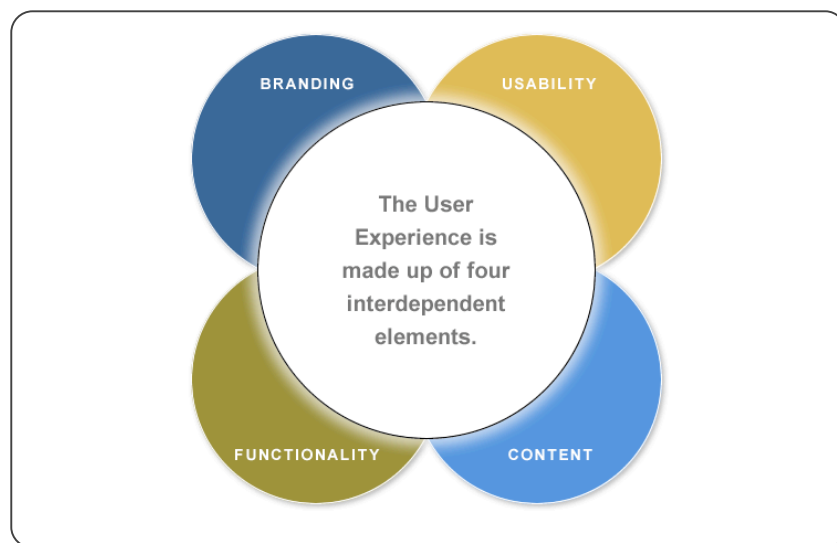 BRANDING
USABILITY
The User
Experience is
made up of four
interdependent
elements.
FUNCTIONALITY
CONTENT